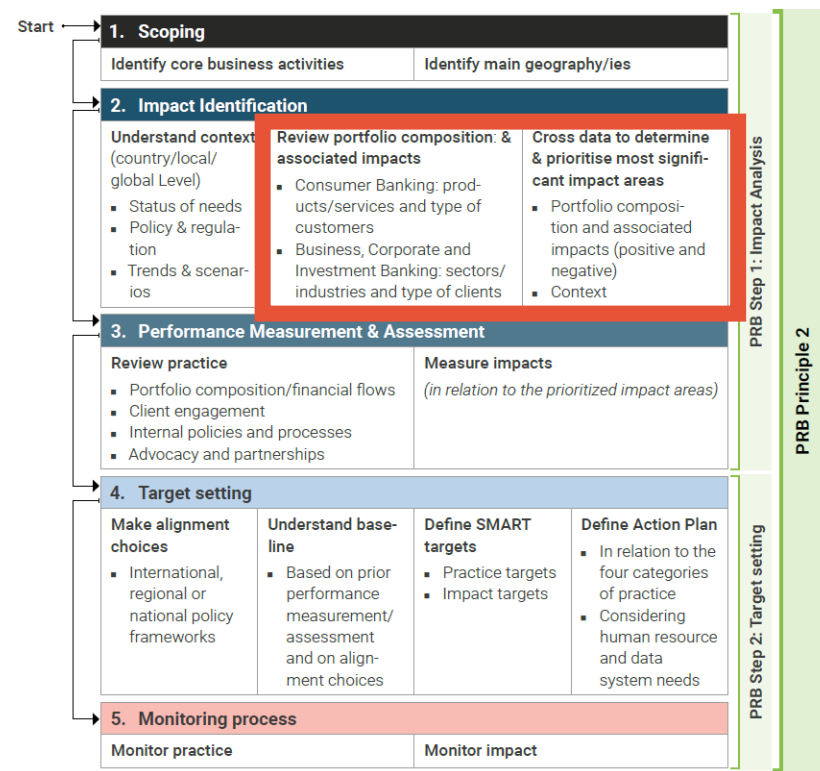 Start
1. Scoping
Identify core business activities
Identify main geography/ies
2. Impact Identification
Understand context
(country/local/
global Level)
▪ Status of needs
▪ Policy & regula-
tion
▪ Trends & scenar-
ios
Review portfolio composition: &
associated impacts
▪ Consumer Banking: prod-
ucts/services and type of
customers
▪ Business, Corporate and
Investment Banking: sectors/
industries and type of clients
Cross data to determine
& prioritise most signifi-
cant impact areas
▪ Portfolio composi-
tion and associated
impacts (positive and
negative)
▪ Context
3. Performance Measurement & Assessment
Review practice
▪ Portfolio composition/financial flows
▪ Client engagement
▪ Internal policies and processes
▪ Advocacy and partnerships
Measure impacts
(in relation to the prioritized impact areas)
4. Target setting
Make alignment
choices
▪ International,
regional or
national policy
frameworks
Understand base-
line
▪ Based on prior
performance
measurement/
assessment
and on align-
ment choices
Define SMART
targets
▪ Practice targets
▪ Impact targets
Define Action Plan
▪ In relation to the
four categories
of practice
▪ Considering
human resource
and data
system needs
5. Monitoring process
Monitor practice
Monitor impact
PRB Step 1: Impact Analysis
PRB Step 2: Target setting
PRB Principle 2